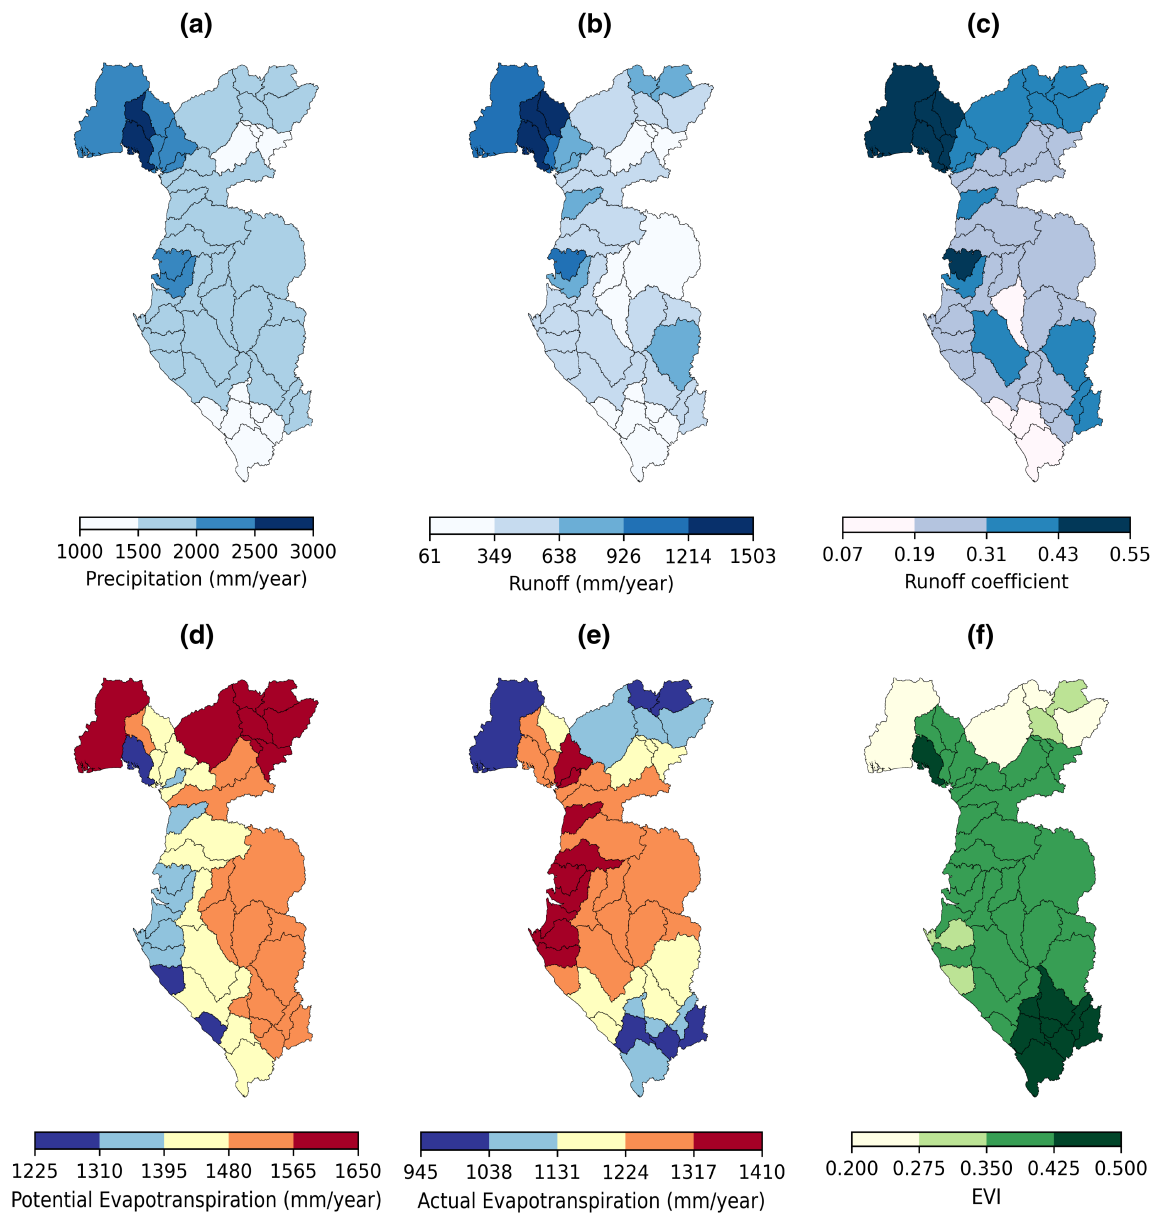 (a)
(b)
(c)
1000 1500 2000 2500 3000
Precipitation (mm/year)
61 349 638 926 1214 1503
Runoff (mm/year)
0.07 0.19 0.31 0.43 0.55
Runoff coefficient
(d)
(e)
(f)
1225 1310 1395 1480 1565 1650
Potential Evapotranspiration (mm/year)
945 1038 1131 1224 1317 1410
Actual Evapotranspiration (mm/year)
0.200 0.275 0.350 0.425 0.500
EVI